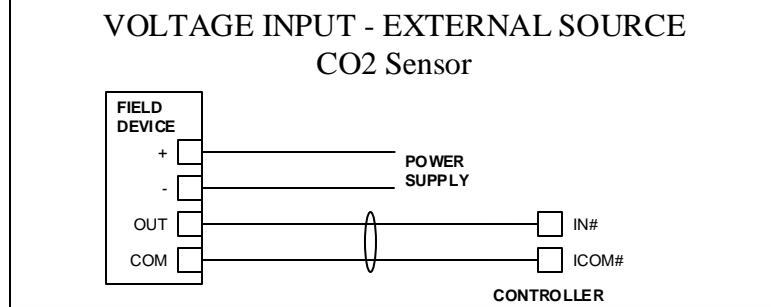 VOLTAGE INPUT - EXTERNAL SOURCE
CO2 Sensor
FIELD
DEVICE
+
-
OUT
COM
POWER
SUPPLY
IN#
ICOM#
CONTROLLER